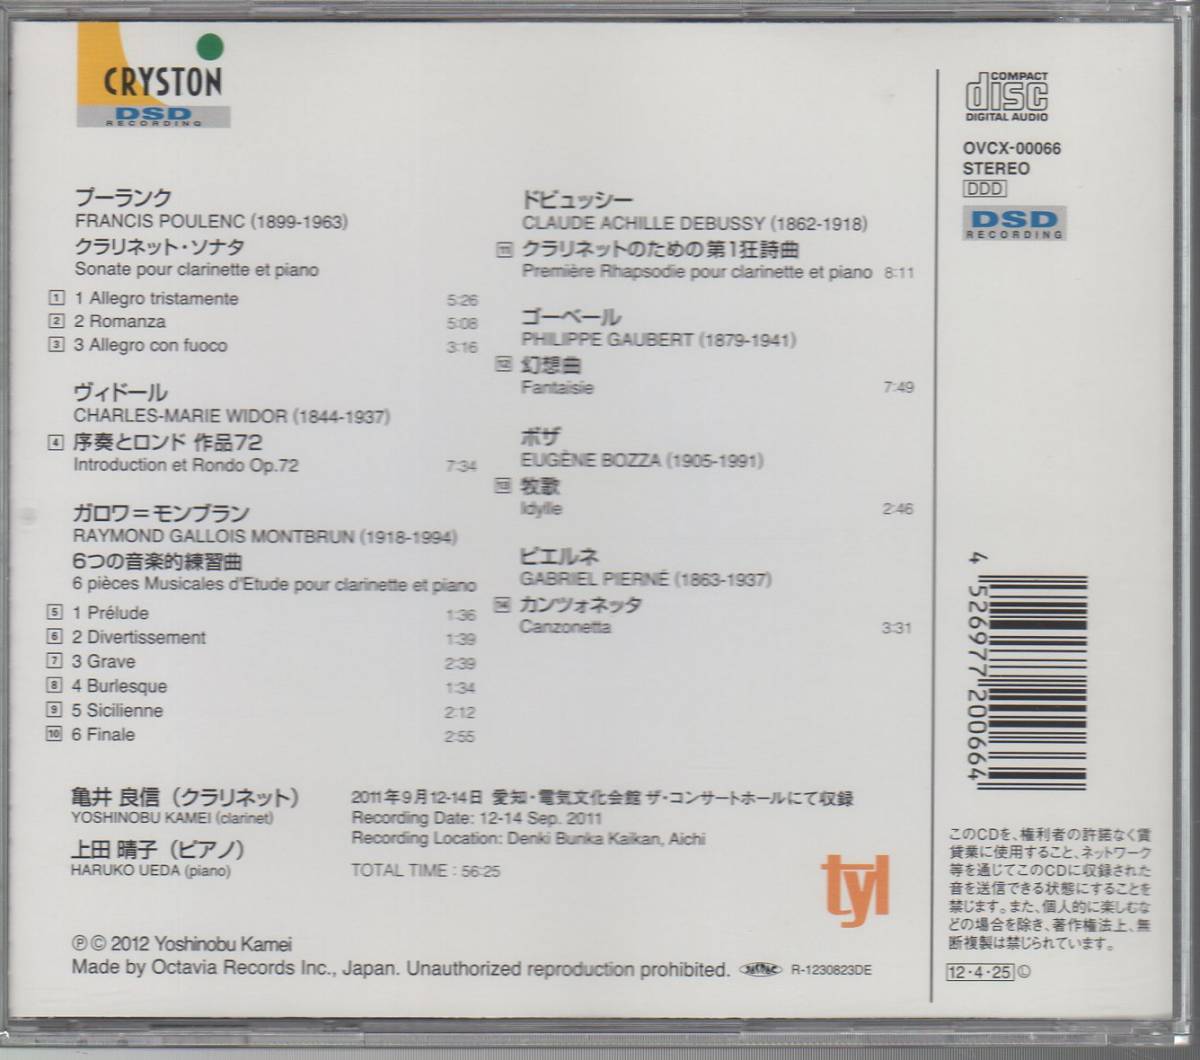 CRYSTON
DSD
RECORDING
プーランク
FRANCIS POULENC (1899-1963)
クラリネット・ソナタ
Sonate pour clarinette et piano
1 1 Allegro tristamente 5:26
2 2 Romanza 5:08
3 3 Allegro con fuoco 3:16
ヴィドール
CHARLES-MARIE WIDOR (1844-1937)
4 序奏とロンド 作品72
Introduction et Rondo Op.72 7:34
ガロワ=モンブラン
RAYMOND GALLOIS MONTBRUN (1918-1994)
6つの音楽的練習曲
6 pièces Musicales d'Etude pour clarinette et piano
5 1 Prélude 1:36
6 2 Divertissement 1:39
7 3 Grave 2:39
8 4 Burlesque 1:34
9 5 Sicilienne 2:12
10 6 Finale 2:55
ドビュッシー
CLAUDE ACHILLE DEBUSSY (1862-1918)
11 クラリネットのための第1狂詩曲
Première Rhapsodie pour clarinette et piano 8:11
ゴーベール
PHILIPPE GAUBERT (1879-1941)
12 幻想曲
Fantaisie 7:49
ボザ
EUGÈNE BOZZA (1905-1991)
13 牧歌
Idylle 2:46
ピエルネ
GABRIEL PIERNÉ (1863-1937)
14 カンツォネッタ
Canzonetta 3:31
亀井 良信（クラリネット）
YOSHINOBU KAMEI (clarinet)
上田 晴子（ピアノ）
HARUKO UEDA (piano)
2011年9月12-14日 愛知・電気文化会館 ザ・コンサートホールにて収録
Recording Date: 12-14 Sep. 2011
Recording Location: Denki Bunka Kaikan, Aichi
TOTAL TIME : 56:25
tyl
℗© 2012 Yoshinobu Kamei
Made by Octavia Records Inc., Japan. Unauthorized reproduction prohibited. R-1230823DE
COMPACT
disc
DIGITAL AUDIO
OVCX-00066
STEREO
DDD
DSD
RECORDING
4 526977 200664
このCDを、権利者の許諾なく賃
貸業に使用すること、ネットワーク
等を通じてこのCDに収録された
音を送信できる状態にすることを
禁じます。また、個人的に楽しむな
どの場合を除き、著作権法上、無
断複製は禁じられています。
12・4・25 Ⓛ